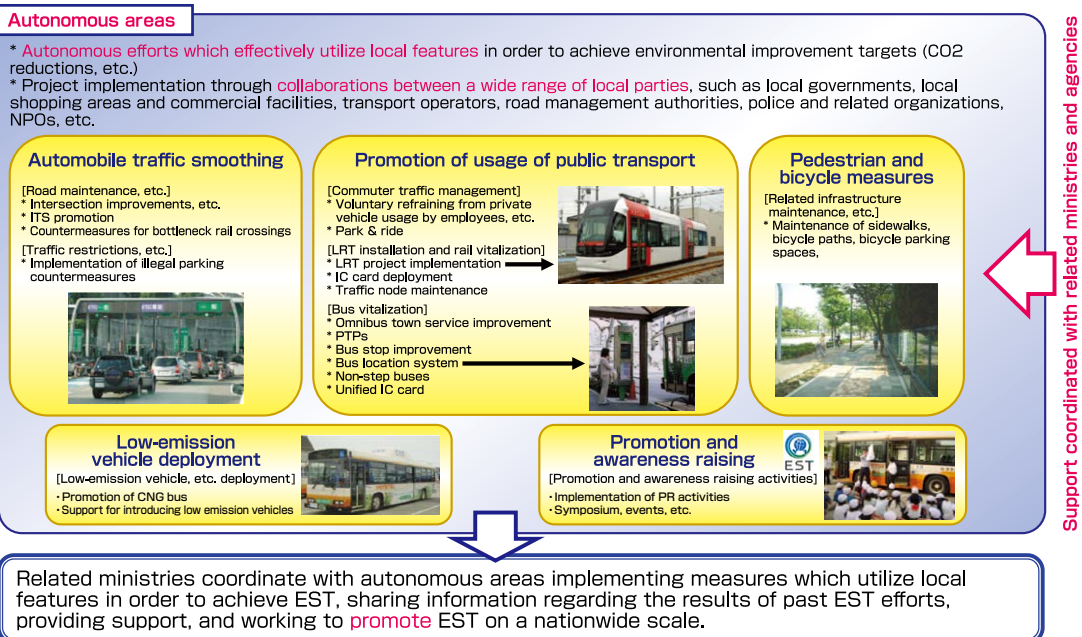 Autonomous areas
* Autonomous efforts which effectively utilize local features in order to achieve environmental improvement targets (CO2
reductions, etc.)
* Project implementation through collaborations between a wide range of local parties, such as local governments, local
shopping areas and commercial facilities, transport operators, road management authorities, police and related organizations,
NPOs, etc.
Automobile traffic smoothing
[Road maintenance, etc.]
* Intersection improvements, etc.
* ITS promotion
* Countermeasures for bottleneck rail crossings
[Traffic restrictions, etc.]
* Implementation of illegal parking
countermeasures
Promotion of usage of public transport
[Commuter traffic management]
* Voluntary refraining from private
vehicle usage by employees, etc.
* Park & ride
[LRT installation and rail vitalization]
* LRT project implementation
* IC card deployment
* Traffic node maintenance
[Bus vitalization]
* Omnibus town service improvement
* PTPs
* Bus stop improvement
* Bus location system
* Non-step buses
* Unified IC card
Pedestrian and
bicycle measures
[Related infrastructure
maintenance, etc.]
* Maintenance of sidewalks,
bicycle paths, bicycle parking
spaces,
Low-emission
vehicle deployment
[Low-emission vehicle, etc. deployment]
・Promotion of CNG bus
・Support for introducing low emission vehicles
Promotion and
awareness raising
EST
[Promotion and awareness raising activities]
・Implementation of PR activities
・Symposium, events, etc.
Support coordinated with related ministries and agencies
Related ministries coordinate with autonomous areas implementing measures which utilize local
features in order to achieve EST, sharing information regarding the results of past EST efforts,
providing support, and working to promote EST on a nationwide scale.